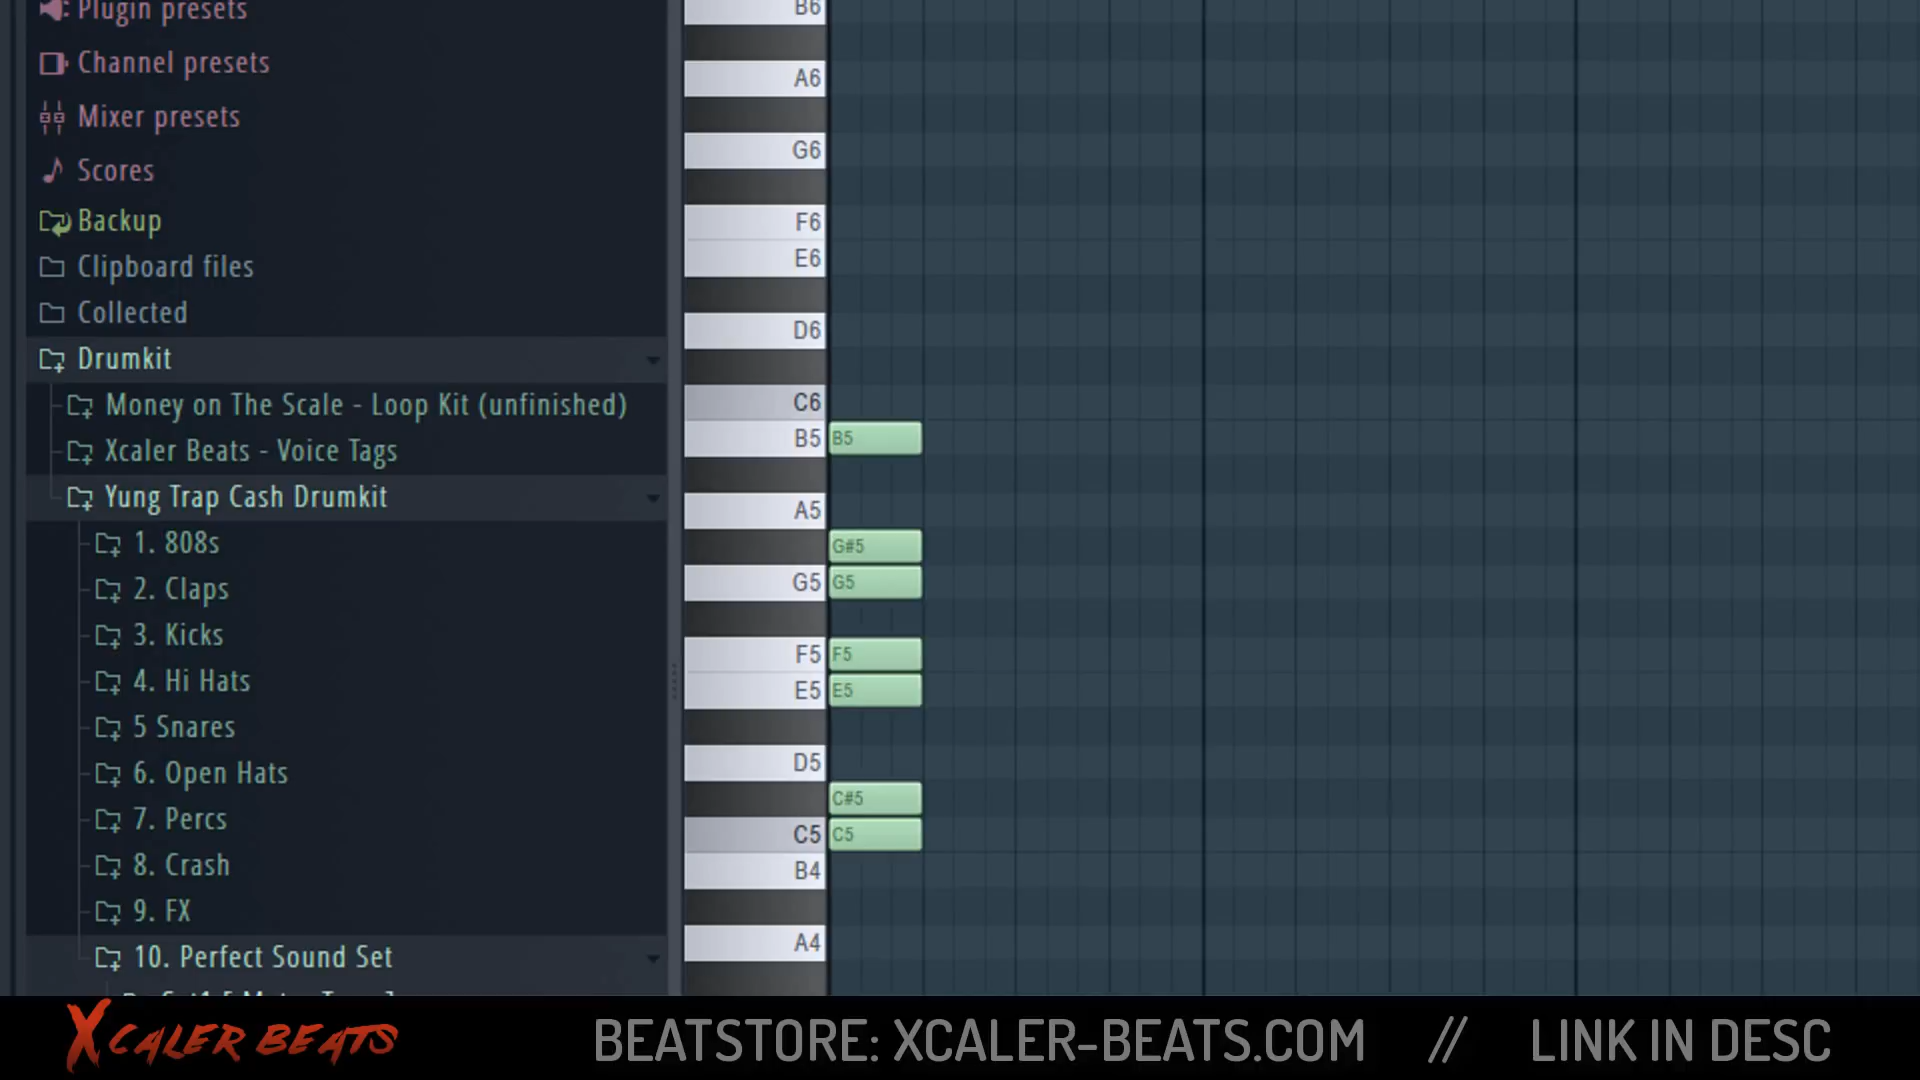 Plugin presets
Channel presets
Mixer presets
Scores
Backup
Clipboard files
Collected
Drumkit
Money on The Scale - Loop Kit (unfinished)
Xcaler Beats - Voice Tags
Yung Trap Cash Drumkit
1. 808s
2. Claps
3. Kicks
4. Hi Hats
5 Snares
6. Open Hats
7. Percs
8. Crash
9. FX
10. Perfect Sound Set
B6
A6
G6
F6
E6
D6
C6
B5 B5
A5
G#5
G5 G5
F5 F5
E5 E5
D5
C#5
C5 C5
B4
A4
XCALER BEATS
BEATSTORE: XCALER-BEATS.COM // LINK IN DESC